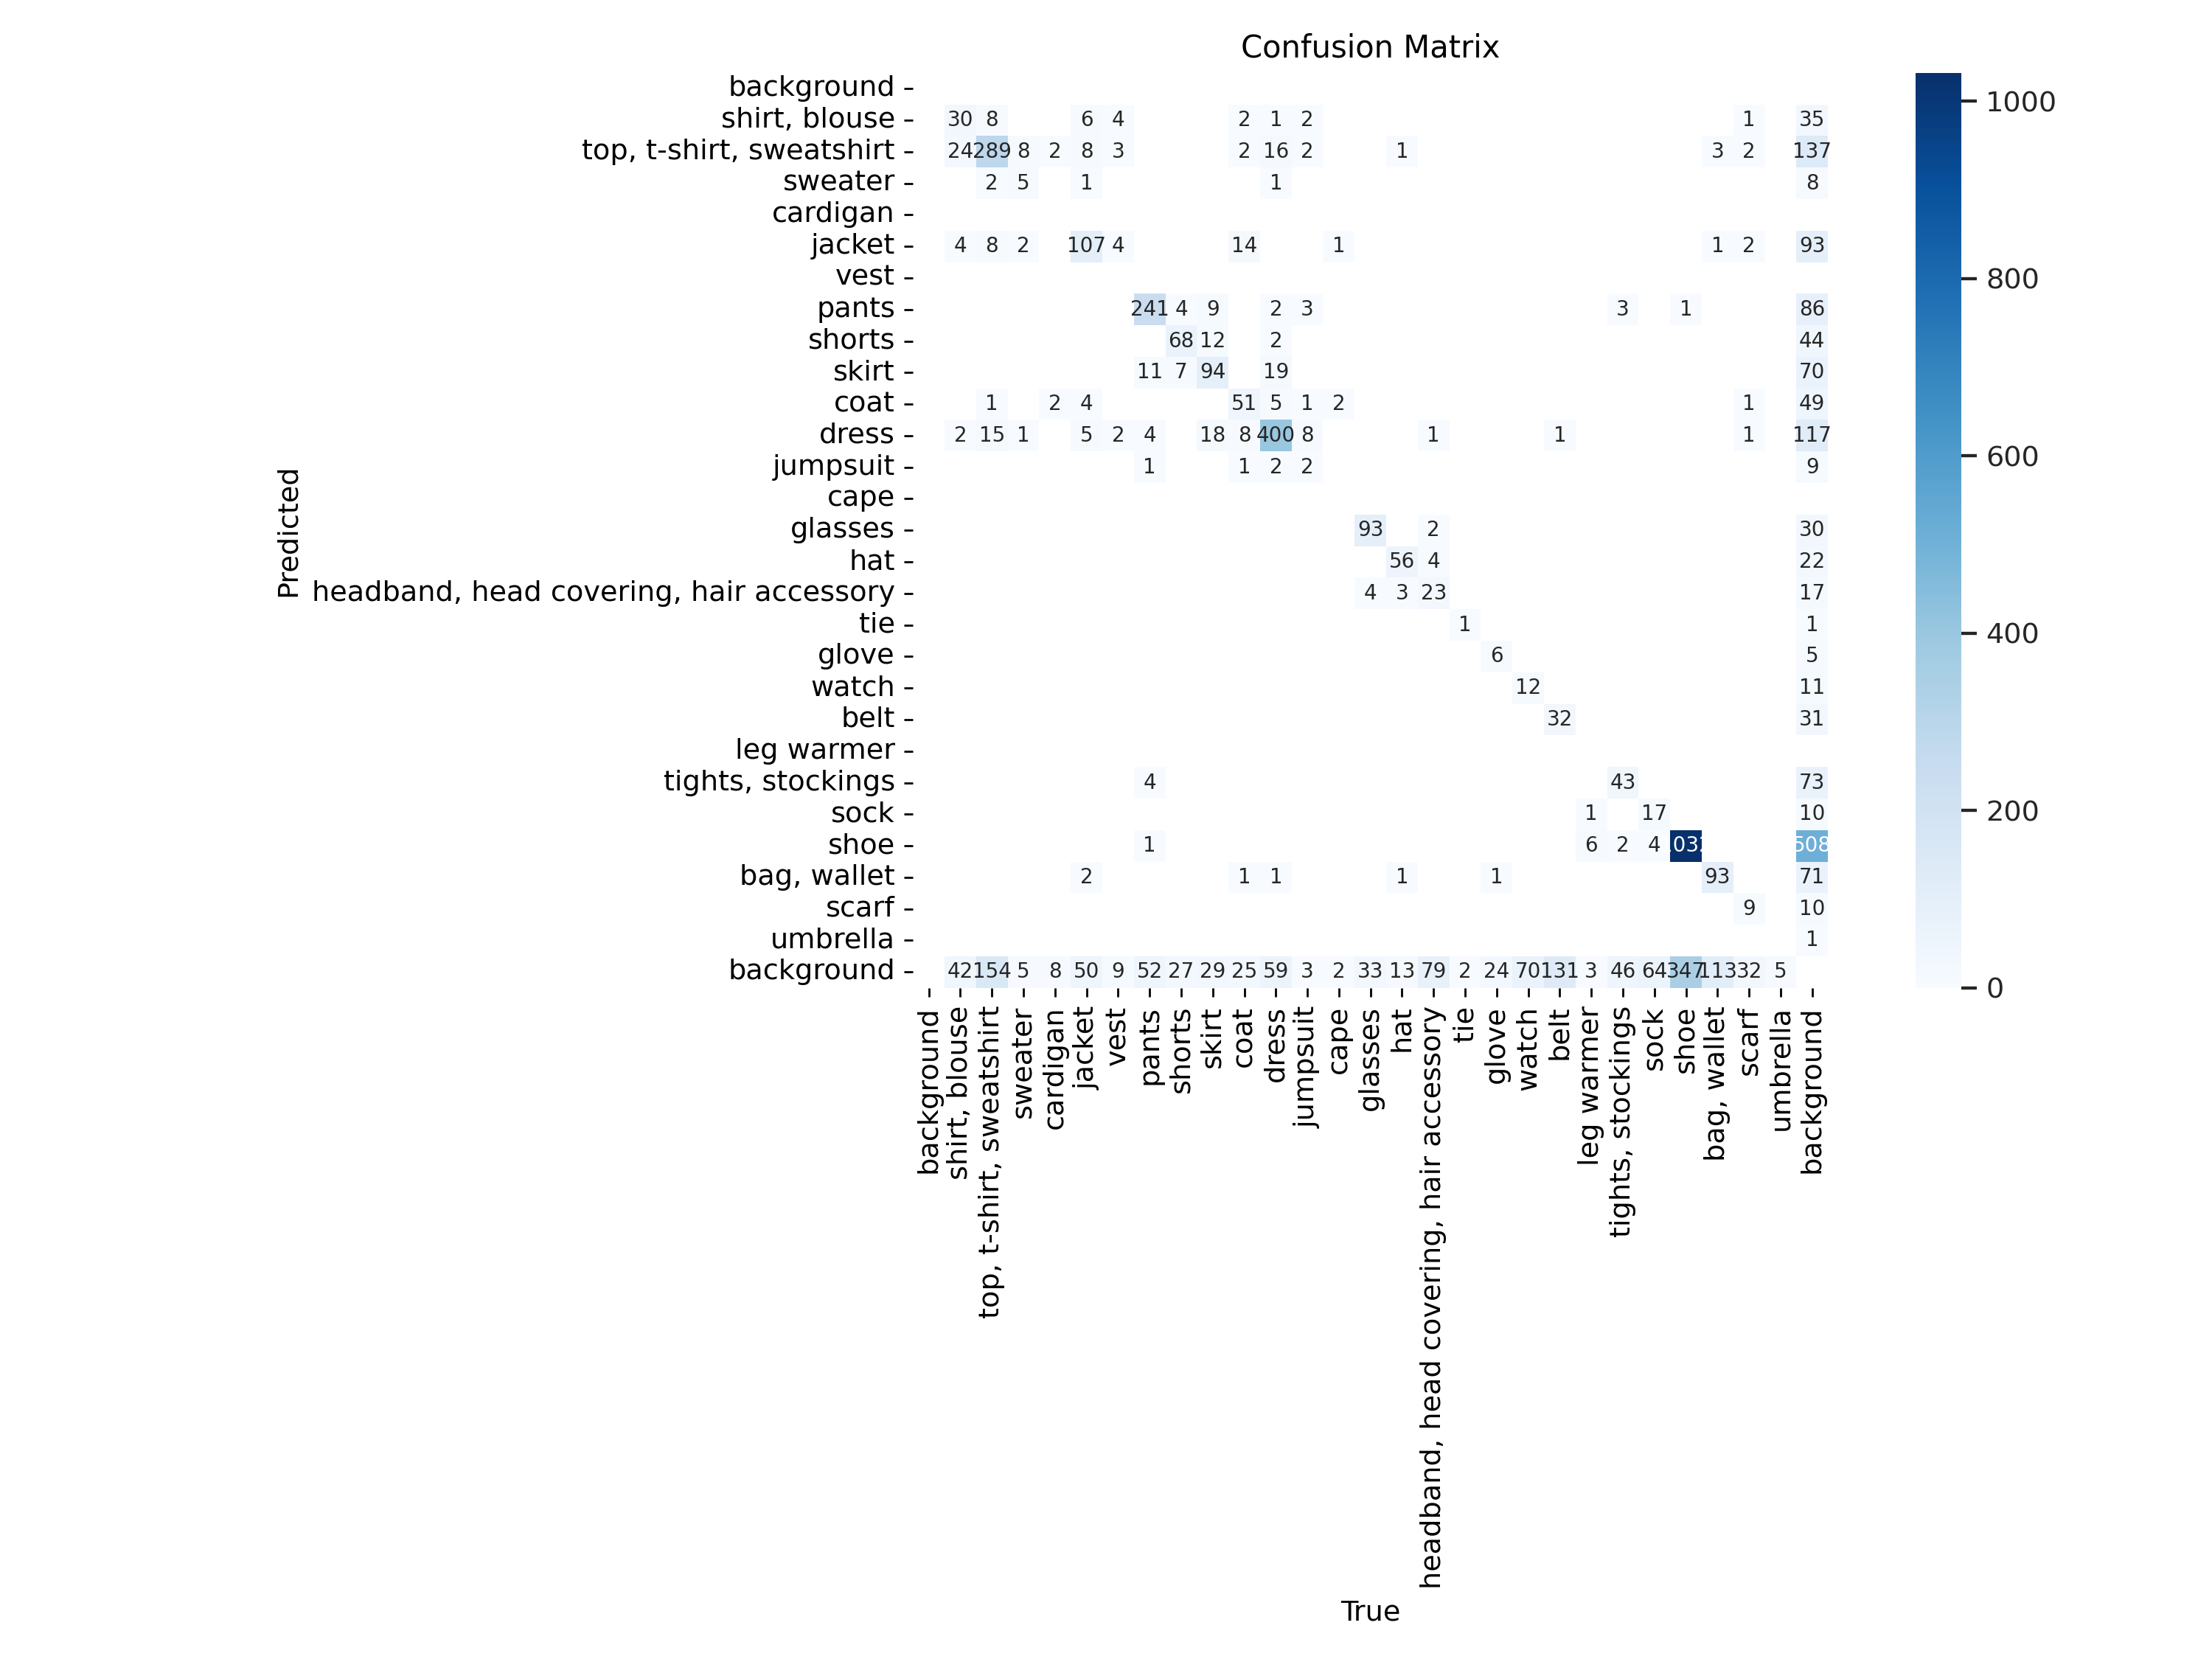 Confusion Matrix
background
shirt, blouse 30 8 6 4 2 1 2 1 35
top, t-shirt, sweatshirt 24 289 8 2 8 3 2 16 2 1 3 2 137
sweater 2 5 1 1 8
cardigan
jacket 4 8 2 107 4 14 1 1 2 93
vest
pants 241 4 9 2 3 3 1 86
shorts 68 12 2 44
skirt 11 7 94 19 70
coat 1 2 4 51 5 1 2 1 49
dress 2 15 1 5 2 4 18 8 400 8 1 1 1 117
jumpsuit 1 1 2 2 9
cape
glasses 93 2 30
hat 56 4 22
headband, head covering, hair accessory 4 3 23 17
tie 1 1
glove 6 5
watch 12 11
belt 32 31
leg warmer
tights, stockings 4 43 73
sock 1 17 10
shoe 1 6 2 4 508
bag, wallet 2 1 1 1 1 93 71
scarf 9 10
umbrella 1
background 42 154 5 8 50 9 52 27 29 25 59 3 2 33 13 79 2 24 70 131 3 46 64 347 113 32 5
Predicted
background
shirt, blouse
top, t-shirt, sweatshirt
sweater
cardigan
jacket
vest
pants
shorts
skirt
coat
dress
jumpsuit
cape
glasses
hat
headband, head covering, hair accessory
tie
glove
watch
belt
leg warmer
tights, stockings
sock
shoe
bag, wallet
scarf
umbrella
background
True
1000
800
600
400
200
0